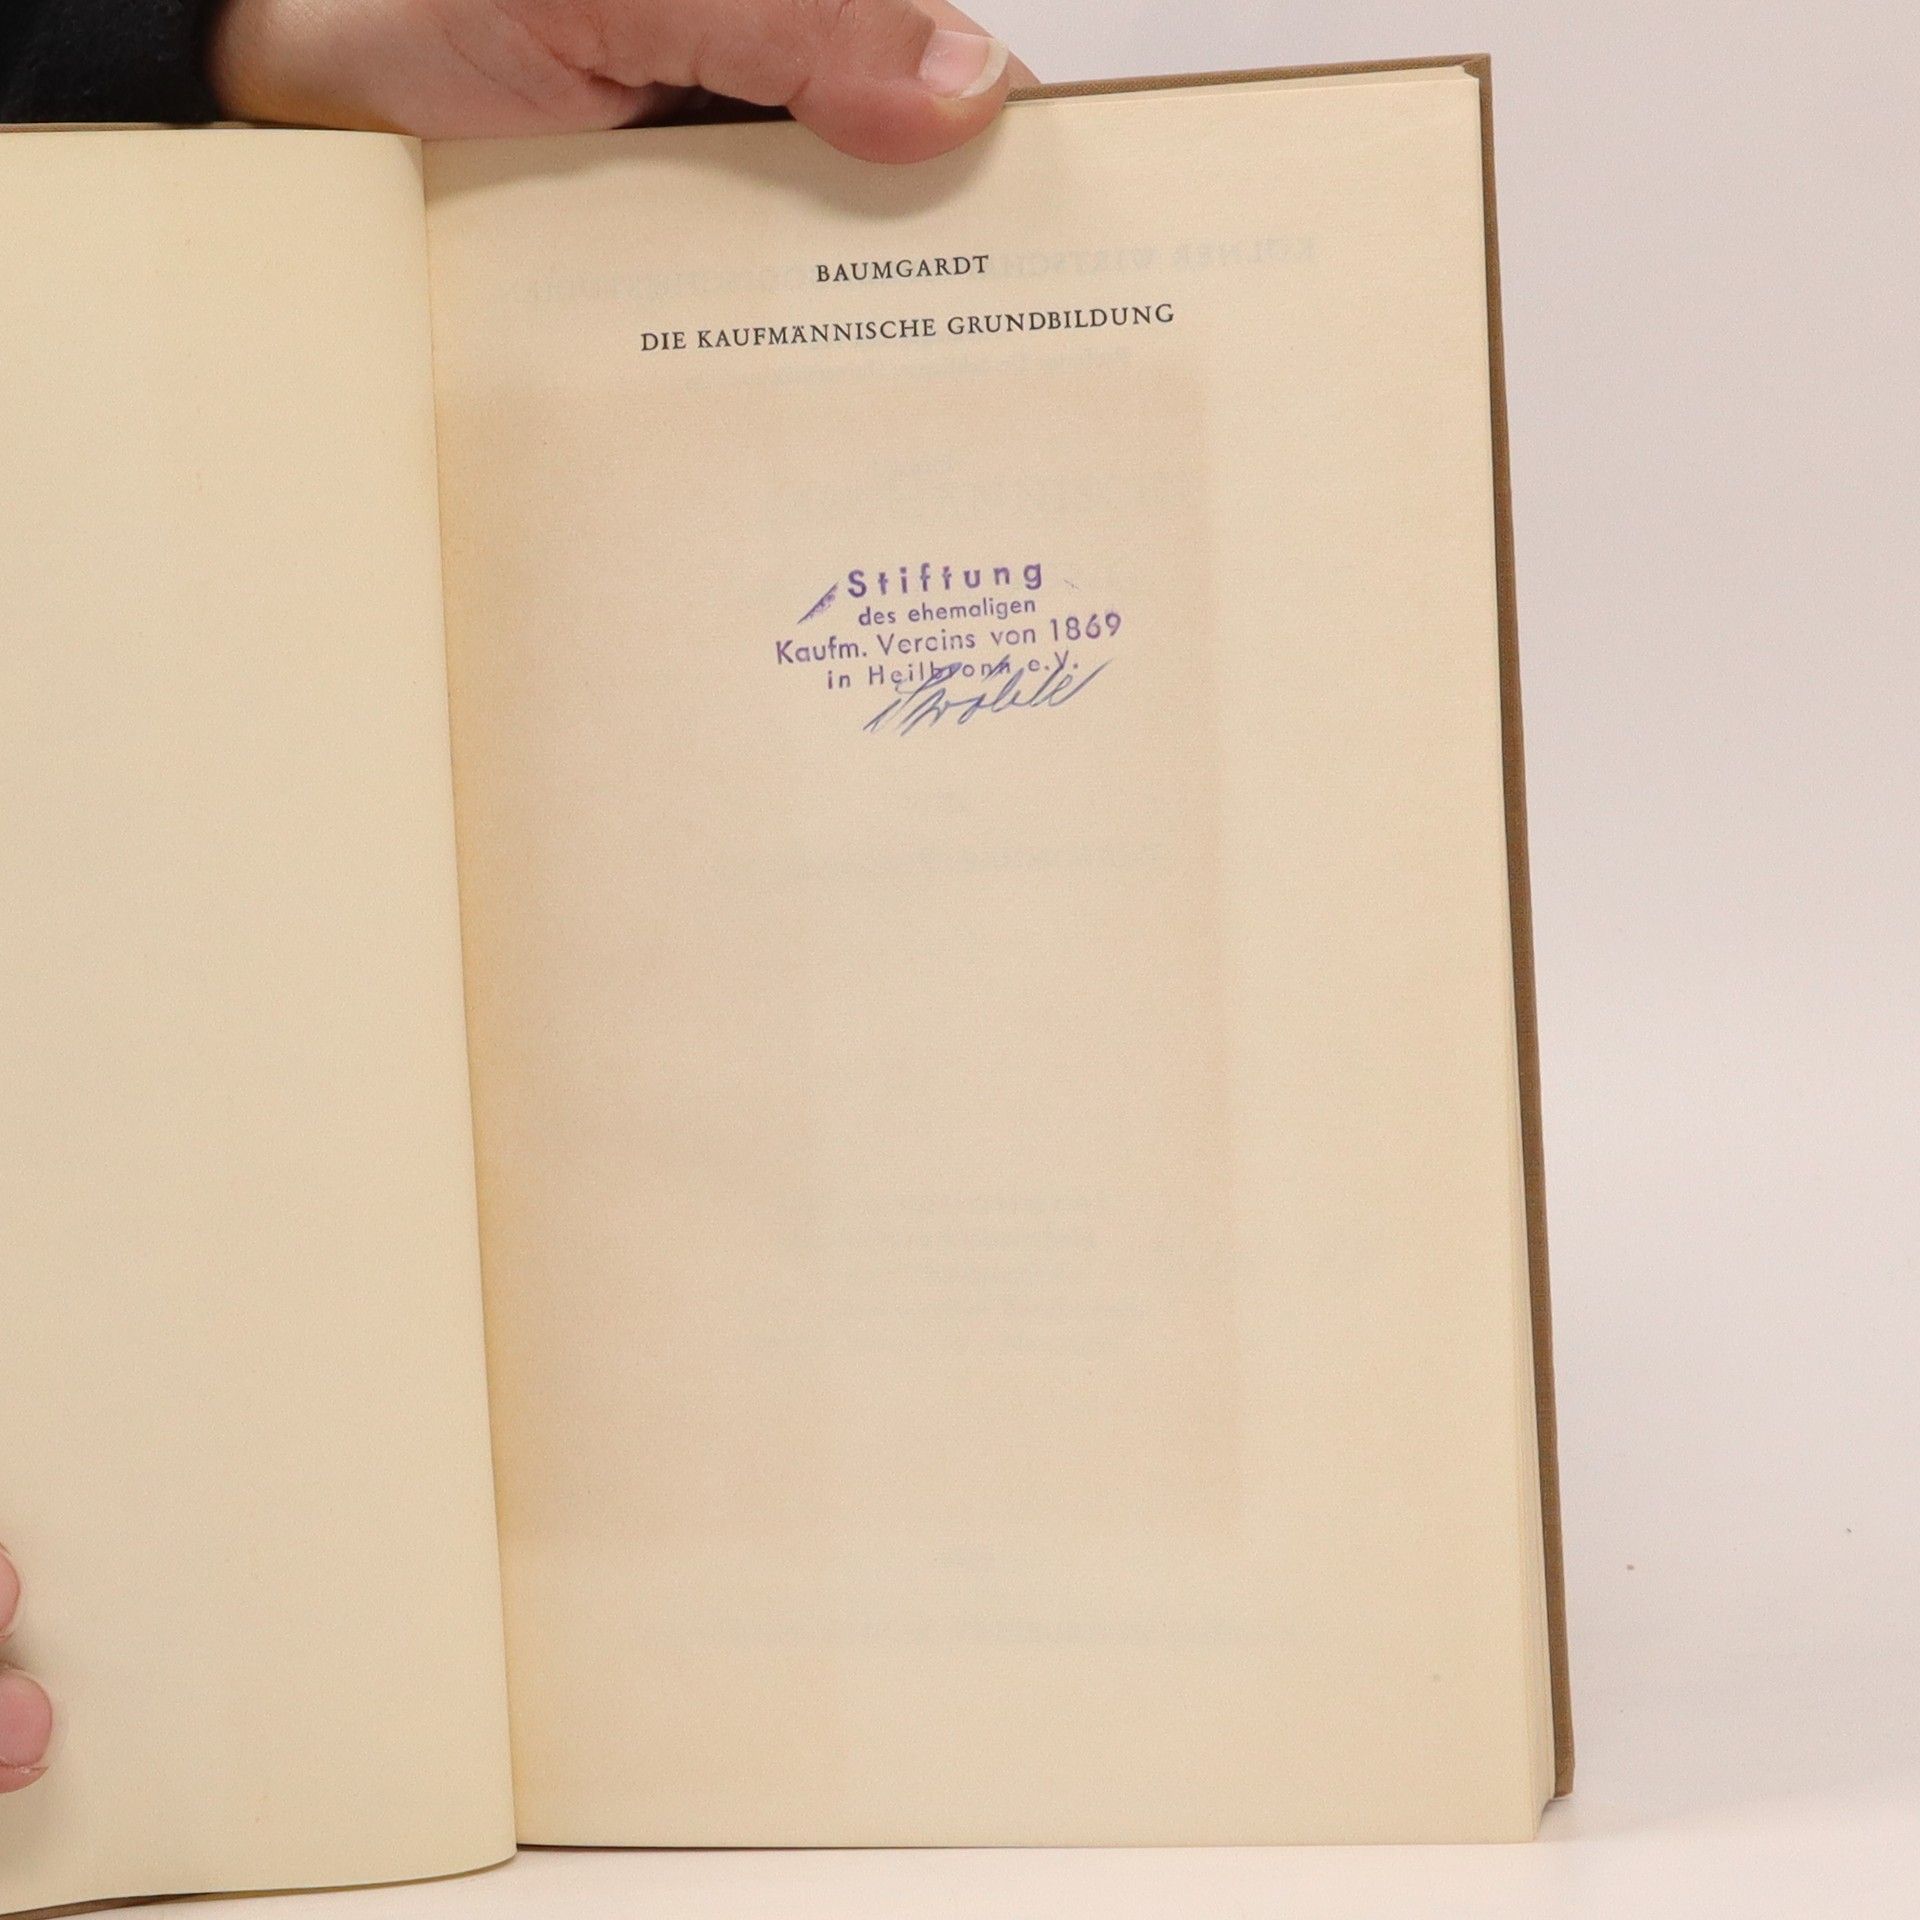 BAUMGARDT
DIE KAUFMÄNNISCHE GRUNDBILDUNG
Stiftung
des ehemaligen
Kaufm. Vereins von 1869
in Heilbronn e.V.